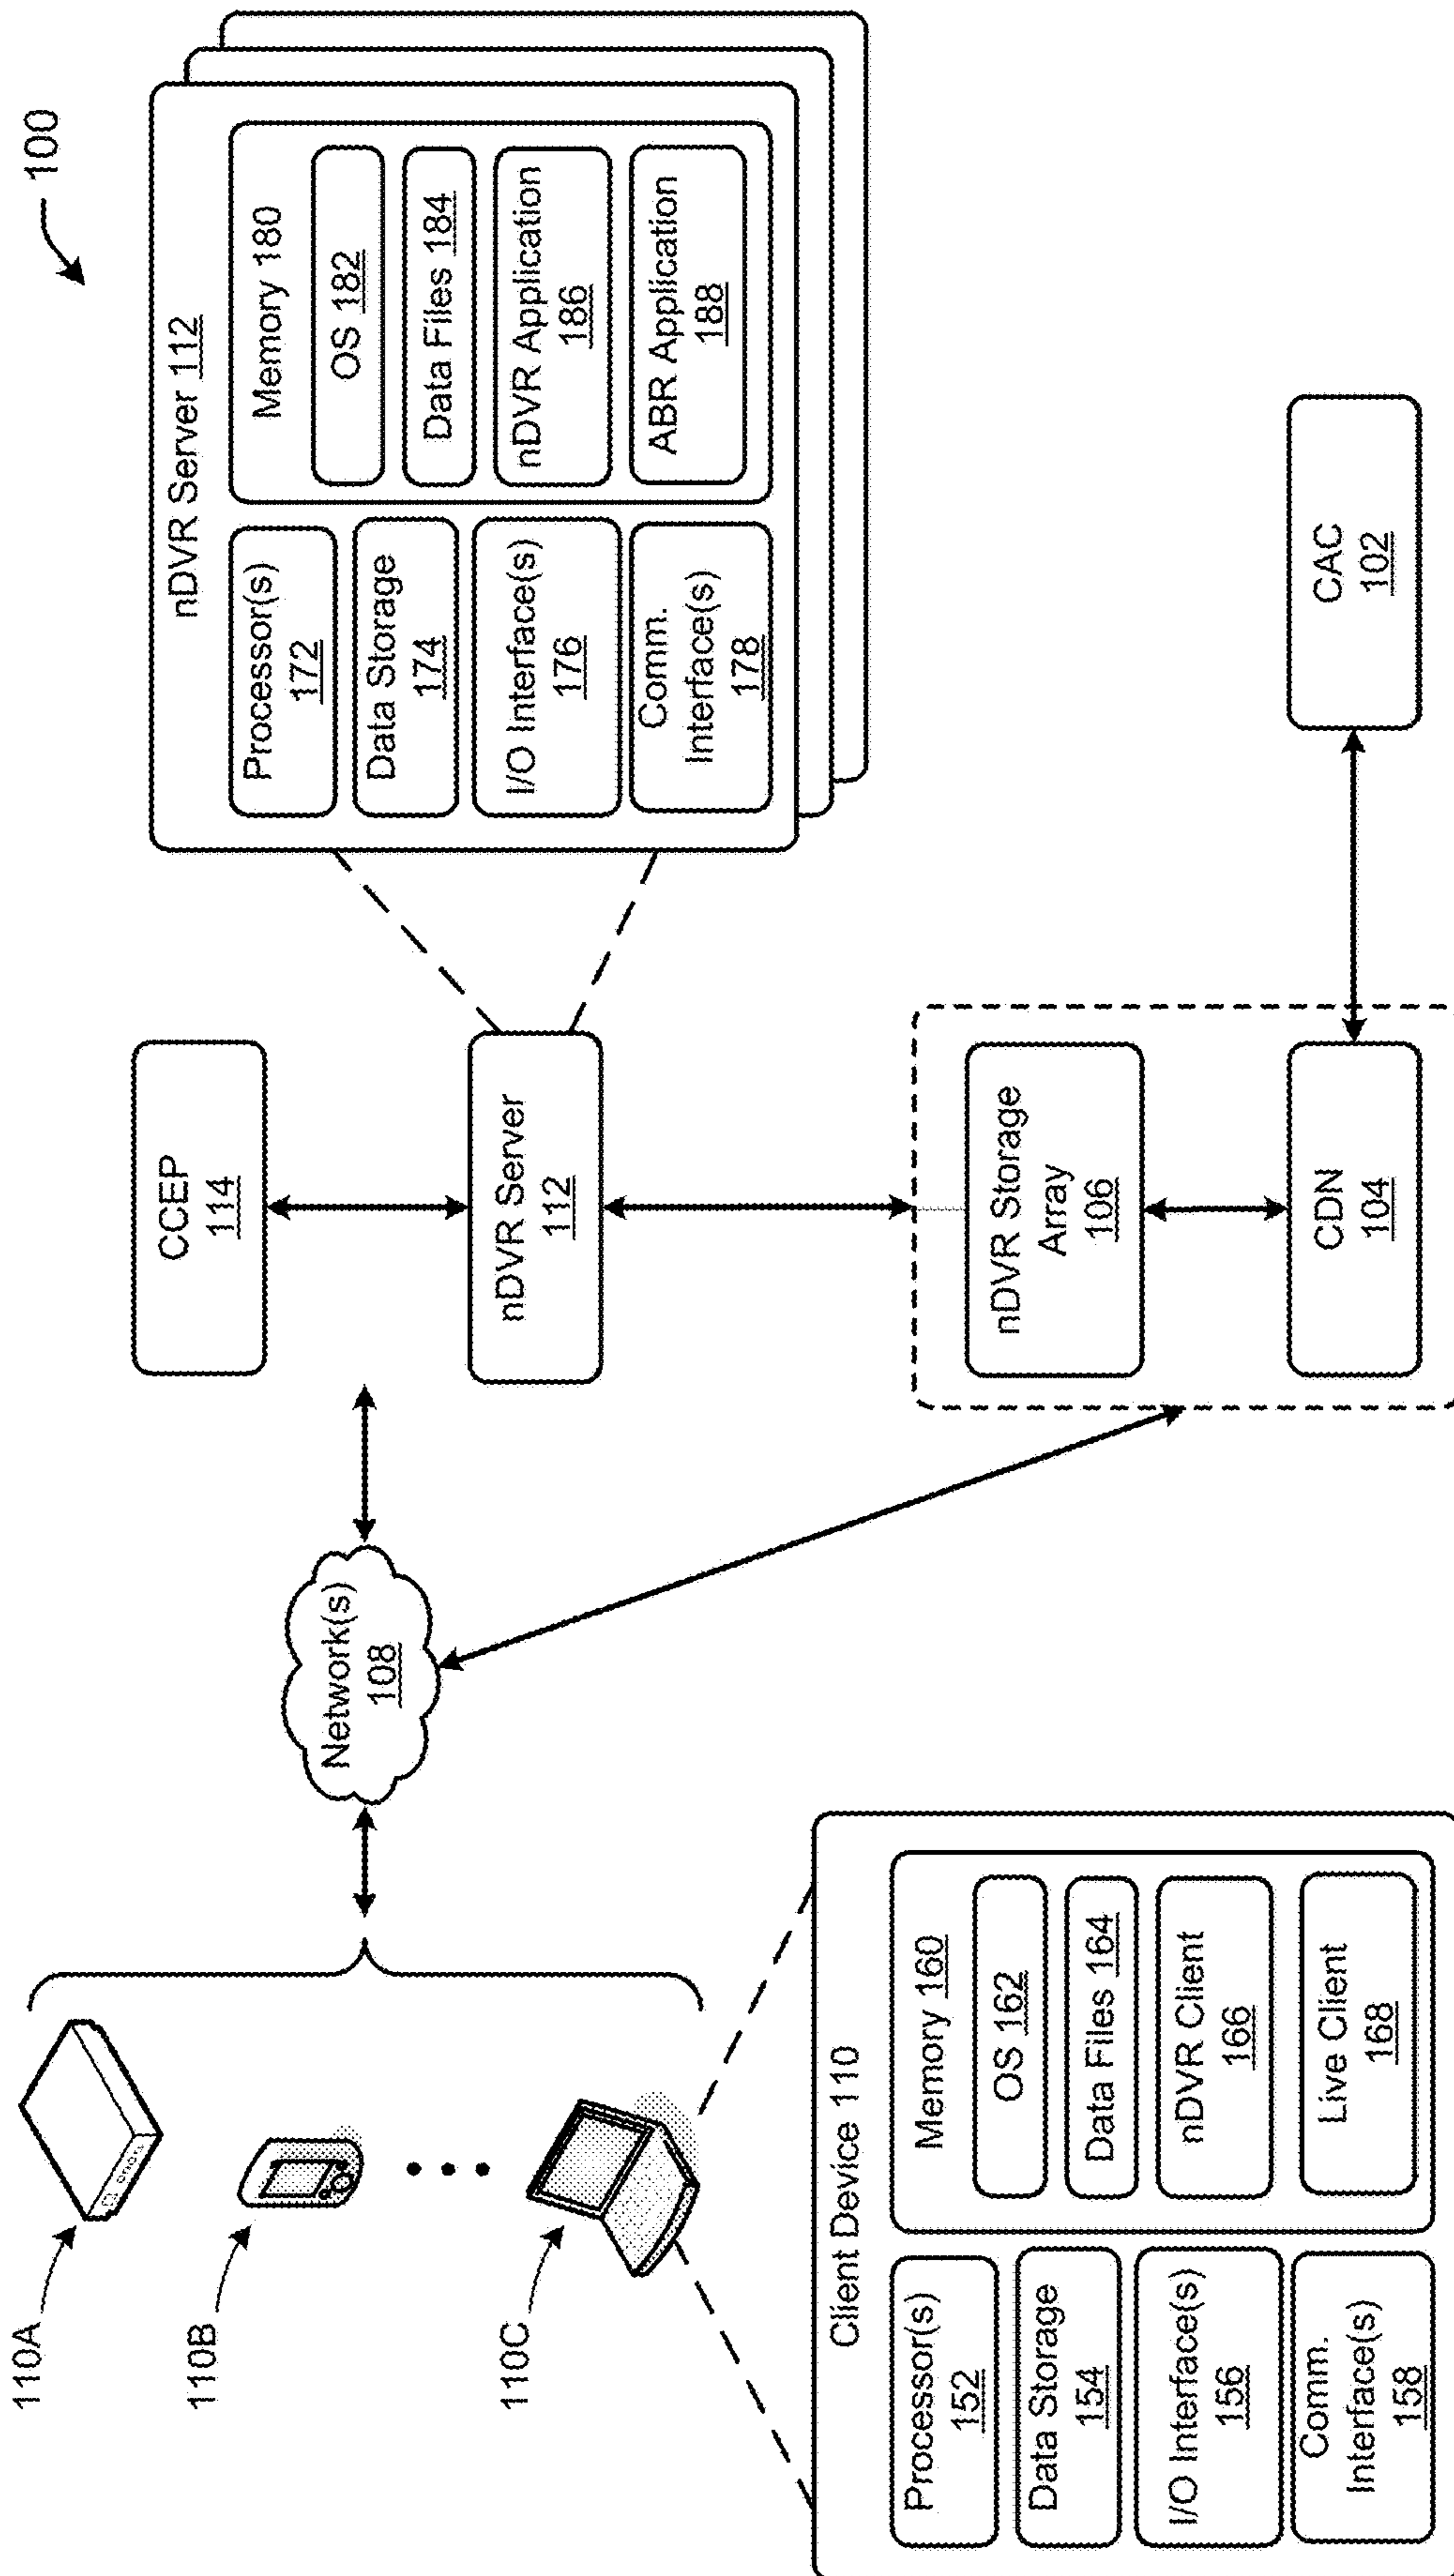 100
110A
110B
110C
Network(s)
108
CCEP
114
nDVR Server
112
nDVR Server 112
Processor(s)
172
Data Storage
174
I/O Interface(s)
176
Comm.
Interface(s)
178
Memory 180
OS 182
Data Files 184
nDVR Application
186
ABR Application
188
Client Device 110
Processor(s)
152
Data Storage
154
I/O Interface(s)
156
Comm.
Interface(s)
158
Memory 160
OS 162
Data Files 164
nDVR Client
166
Live Client
168
nDVR Storage
Array
106
CDN
104
CAC
102